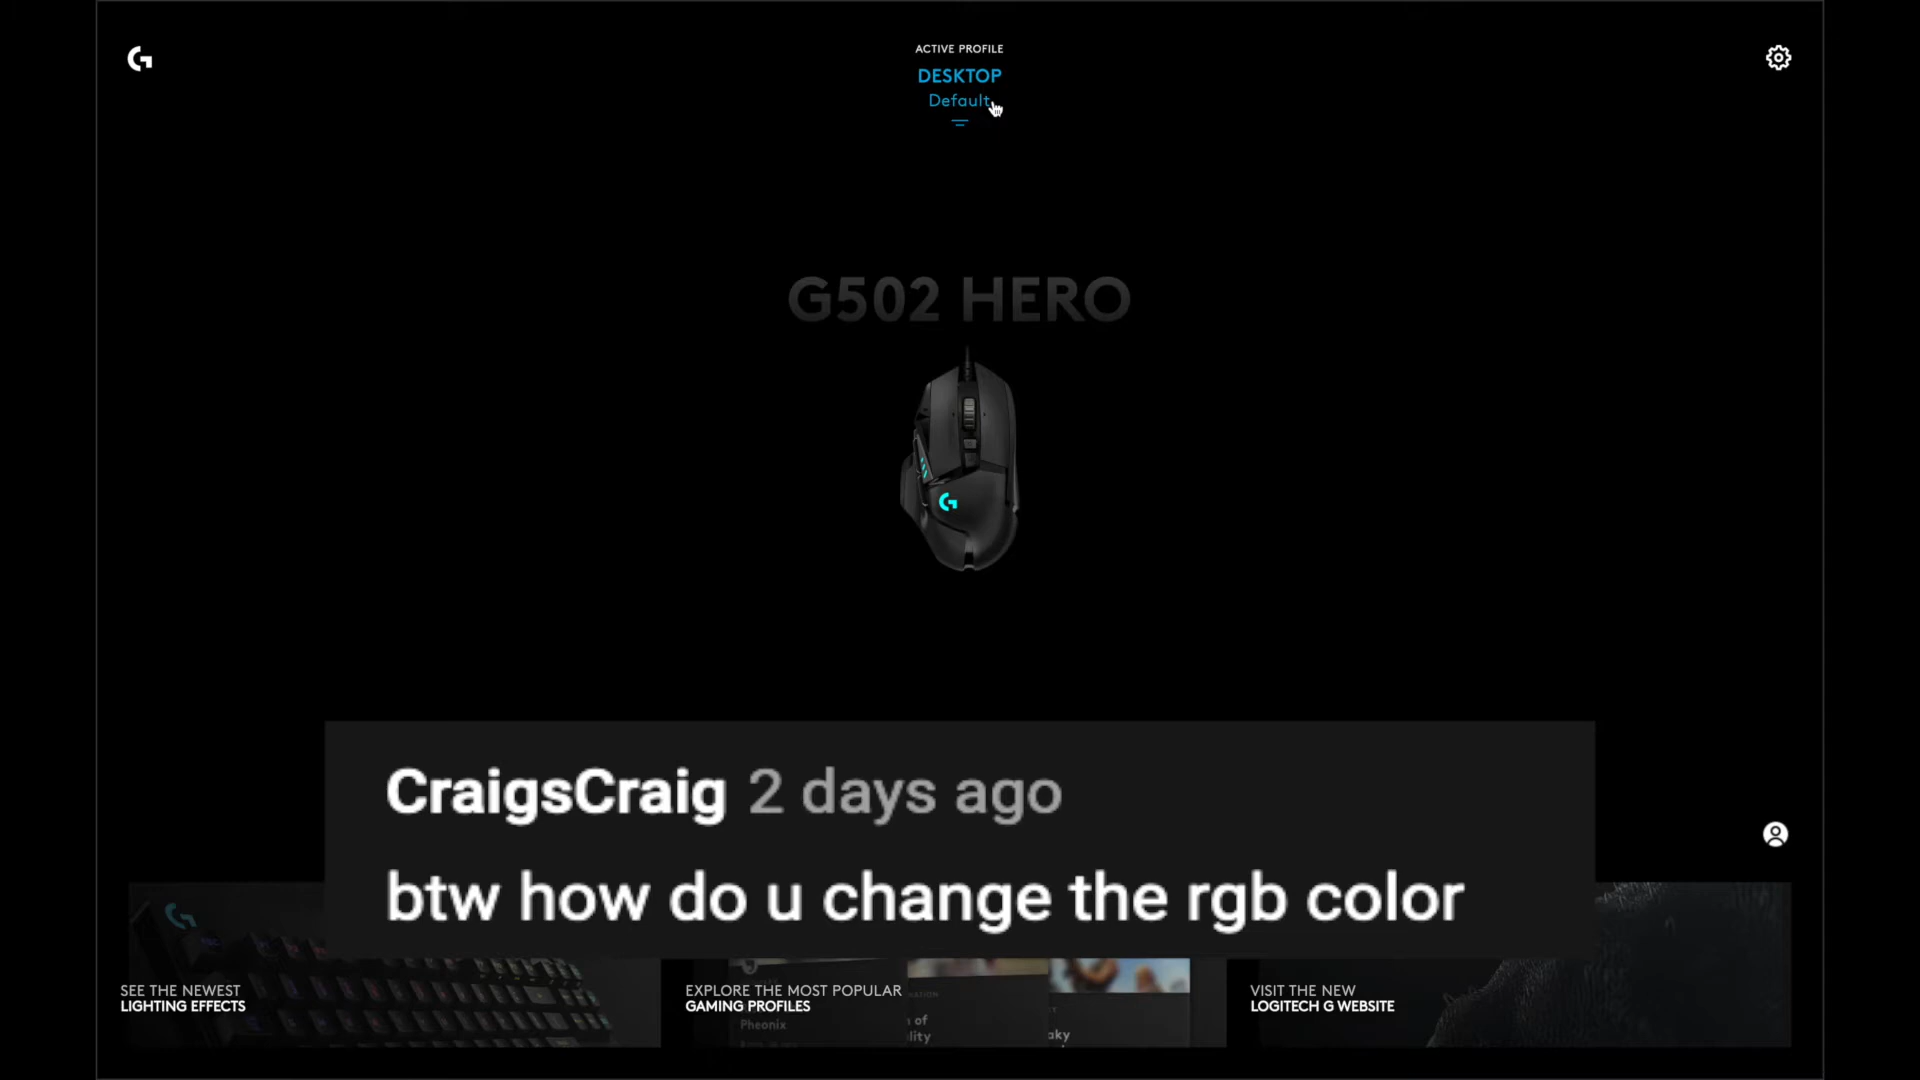 ACTIVE PROFILE
DESKTOP
Default
G502 HERO
CraigsCraig 2 days ago
btw how do u change the rgb color
SEE THE NEWEST
LIGHTING EFFECTS
EXPLORE THE MOST POPULAR
GAMING PROFILES
Pheonix
VISIT THE NEW
LOGITECH G WEBSITE